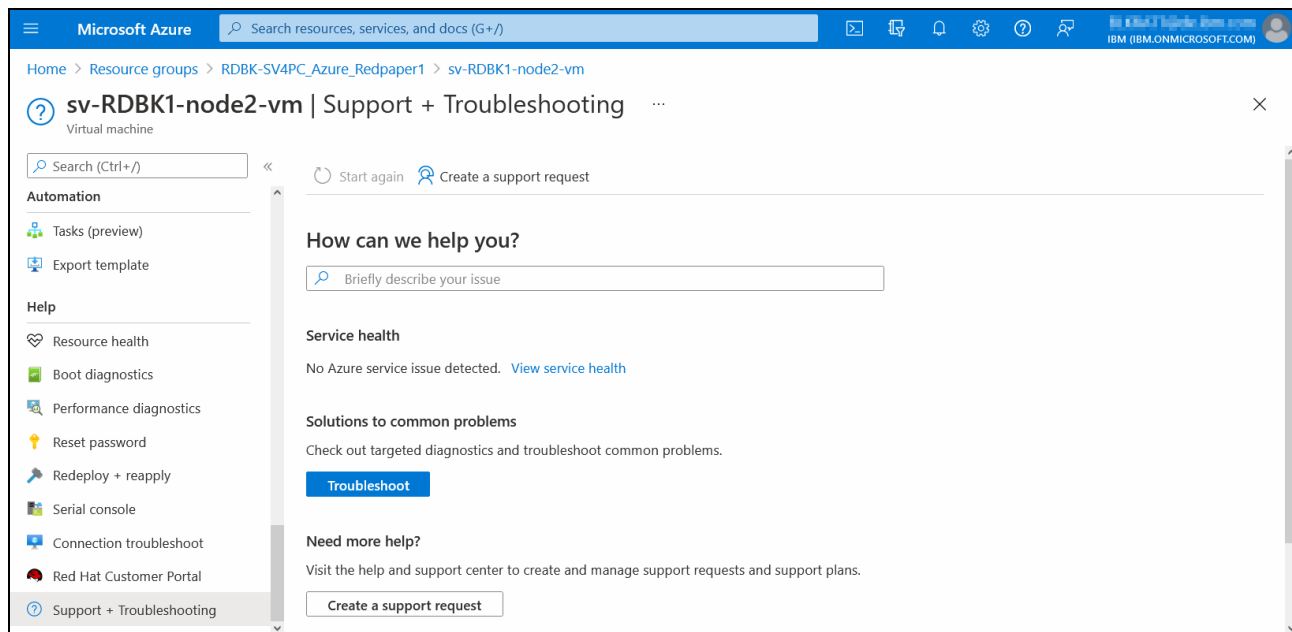 Microsoft Azure
Search resources, services, and docs (G+/)
IBM (IBM.ONMICROSOFT.COM)
Home > Resource groups > RDBK-SV4PC_Azure_Redpaper1 > sv-RDBK1-node2-vm
sv-RDBK1-node2-vm | Support + Troubleshooting ...
Virtual machine
Search (Ctrl+/)
«
Automation
Tasks (preview)
Export template
Help
Resource health
Boot diagnostics
Performance diagnostics
Reset password
Redeploy + reapply
Serial console
Connection troubleshoot
Red Hat Customer Portal
Support + Troubleshooting
Start again
Create a support request
How can we help you?
Briefly describe your issue
Service health
No Azure service issue detected. View service health
Solutions to common problems
Check out targeted diagnostics and troubleshoot common problems.
Troubleshoot
Need more help?
Visit the help and support center to create and manage support requests and support plans.
Create a support request